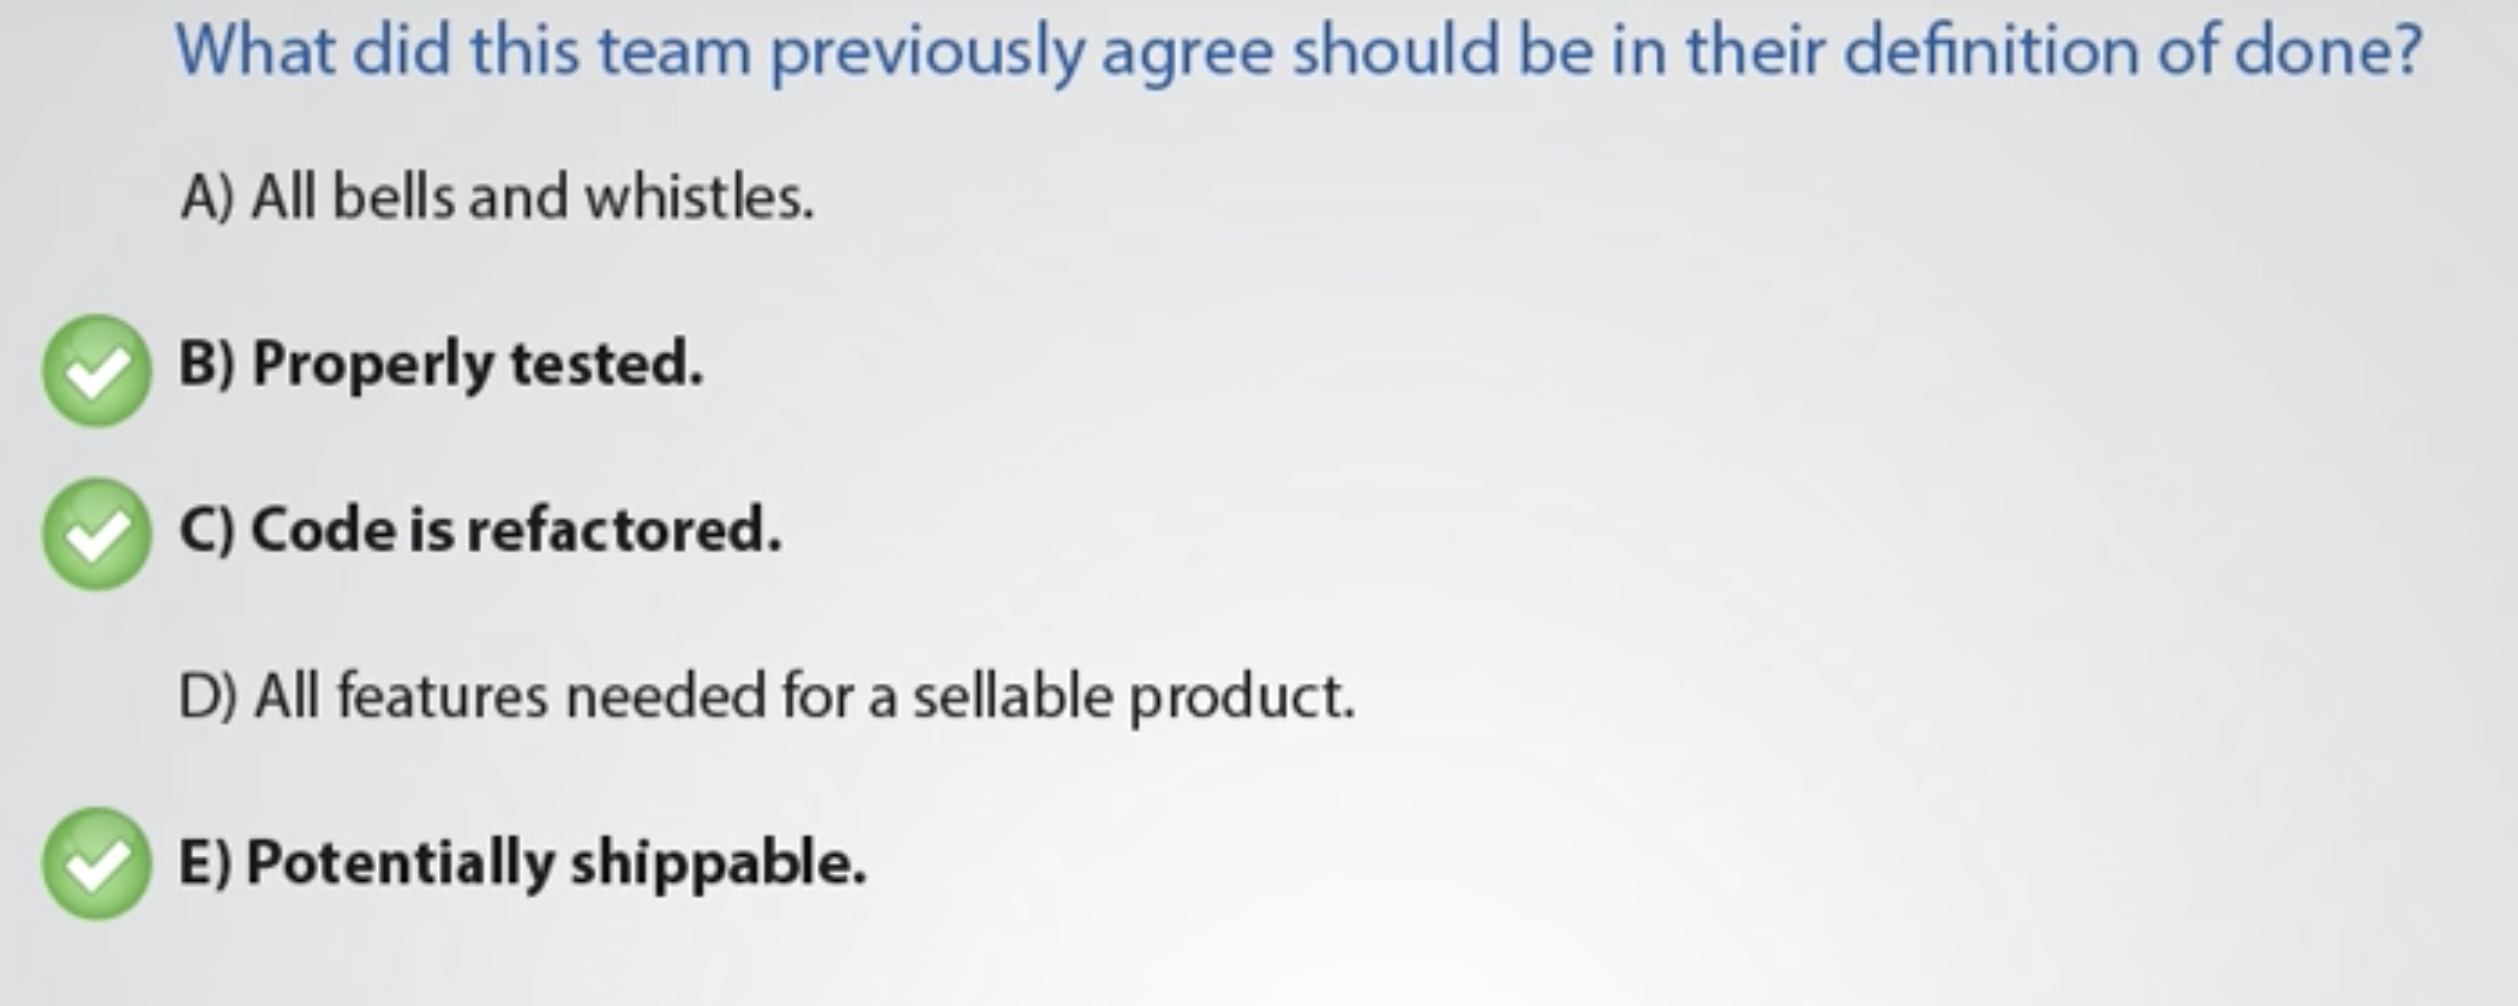 What did this team previously agree should be in their definition of done?
A) All bells and whistles.
B) Properly tested.
C) Code is refactored.
D) All features needed for a sellable product.
E) Potentially shippable.